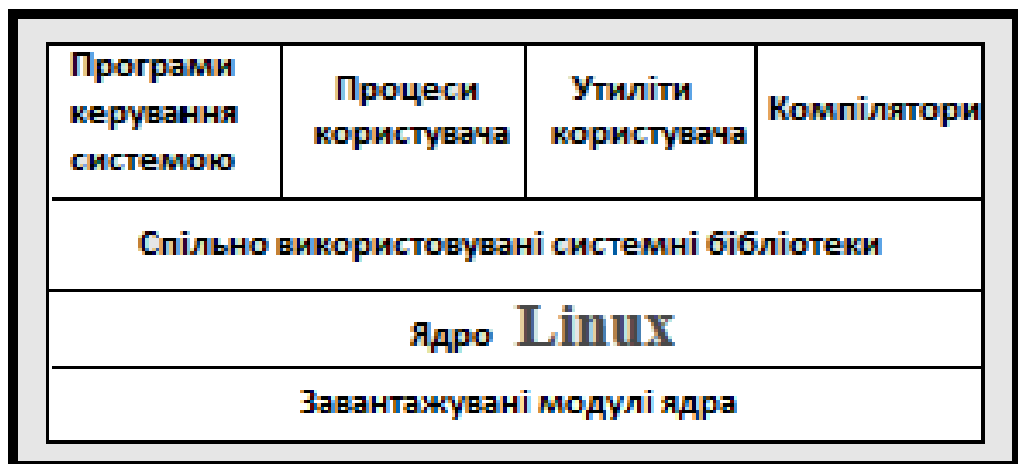 Програми
керування
системою
Процеси
користувача
Утиліти
користувача
Компілятори
Спільно використовувані системні бібліотеки
Ядро Linux
Завантажувані модулі ядра